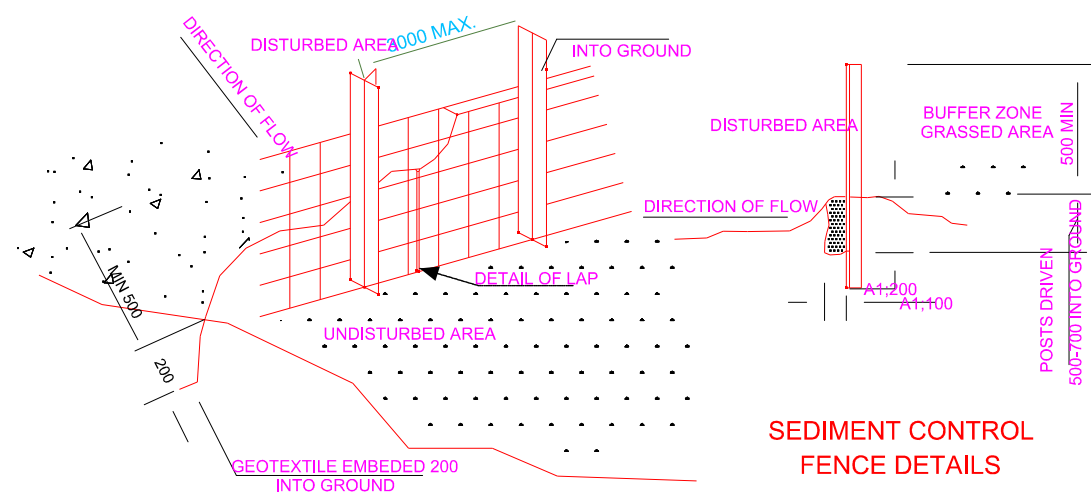 DIRECTION OF FLOW
DISTURBED AREA
3000 MAX.
INTO GROUND
MIN 500
200
DETAIL OF LAP
UNDISTURBED AREA
GEOTEXTILE EMBEDED 200
INTO GROUND
DISTURBED AREA
BUFFER ZONE
GRASSED AREA
500 MIN
DIRECTION OF FLOW
A1;200
A1;100
POSTS DRIVEN
500-700 INTO GROUND
SEDIMENT CONTROL
FENCE DETAILS